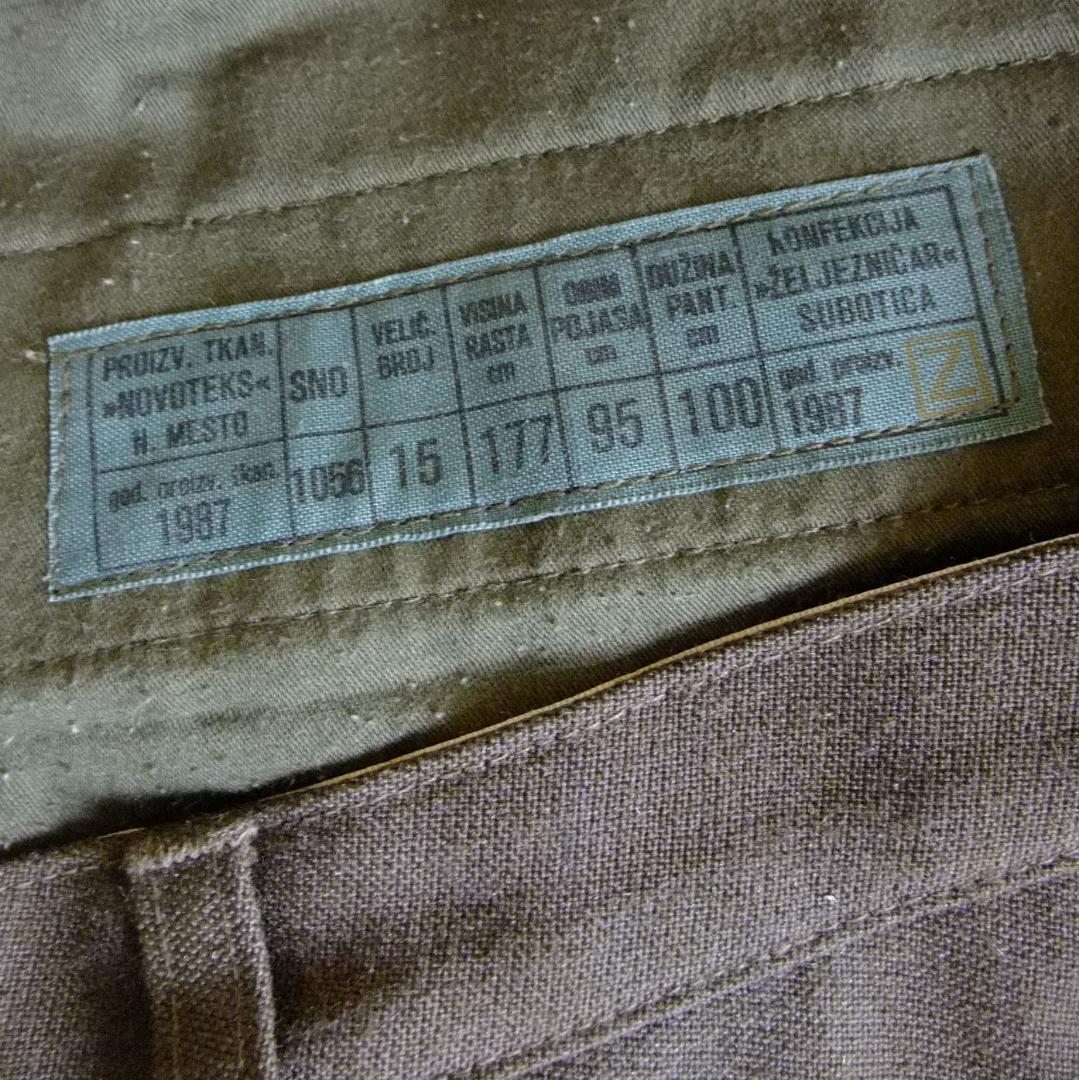 PROIZV. TKAN.
»NOVOTEKS«
N. MESTO
god. proizv. tkan.
1987
SNO
1056
VELIČ.
BROJ
15
VISINA
RASTA
cm
177
OBIM
POJASA
cm
95
DUŽINA
PANT.
cm
100
KONFEKCIJA
»ŽELJEZNIČAR«
SUBOTICA
god. proizv.
1987
Z